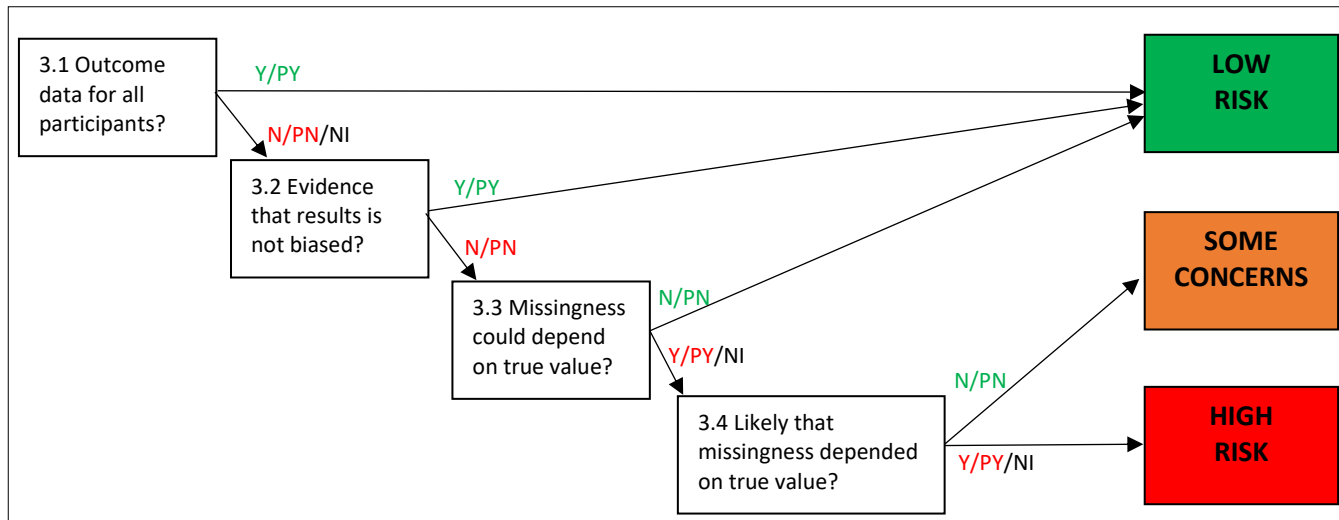 3.1 Outcome
data for all
participants?
Y/PY
N/PN/NI
LOW
RISK
3.2 Evidence
that results is
not biased?
Y/PY
N/PN
3.3 Missingness
could depend
on true value?
N/PN
Y/PY/NI
SOME
CONCERNS
3.4 Likely that
missingness depended
on true value?
N/PN
Y/PY/NI
HIGH
RISK